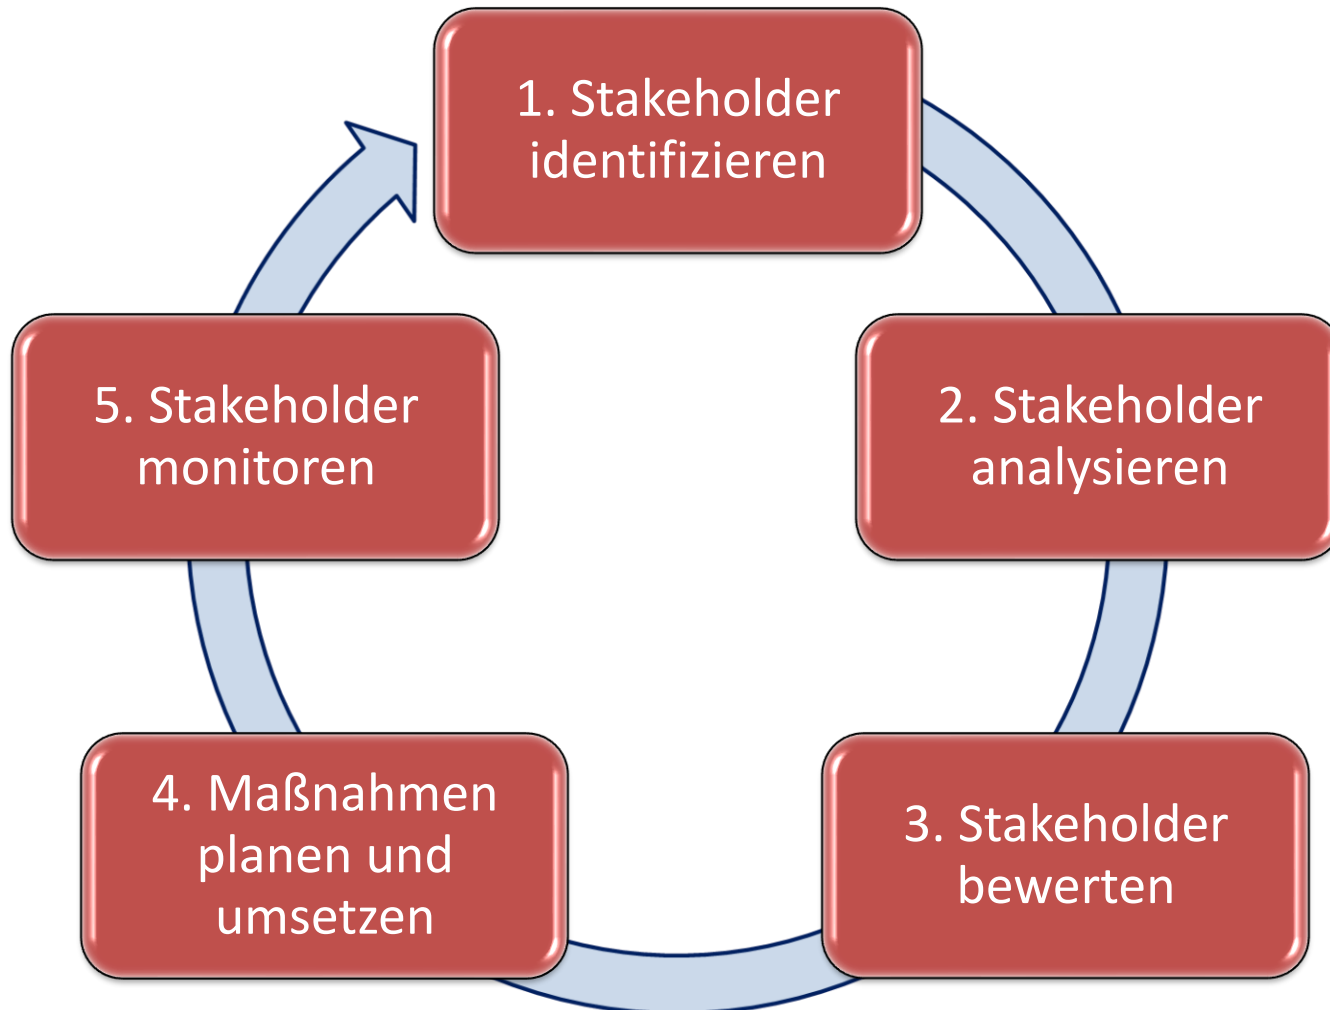 1. Stakeholder
identifizieren
2. Stakeholder
analysieren
3. Stakeholder
bewerten
4. Maßnahmen
planen und
umsetzen
5. Stakeholder
monitoren